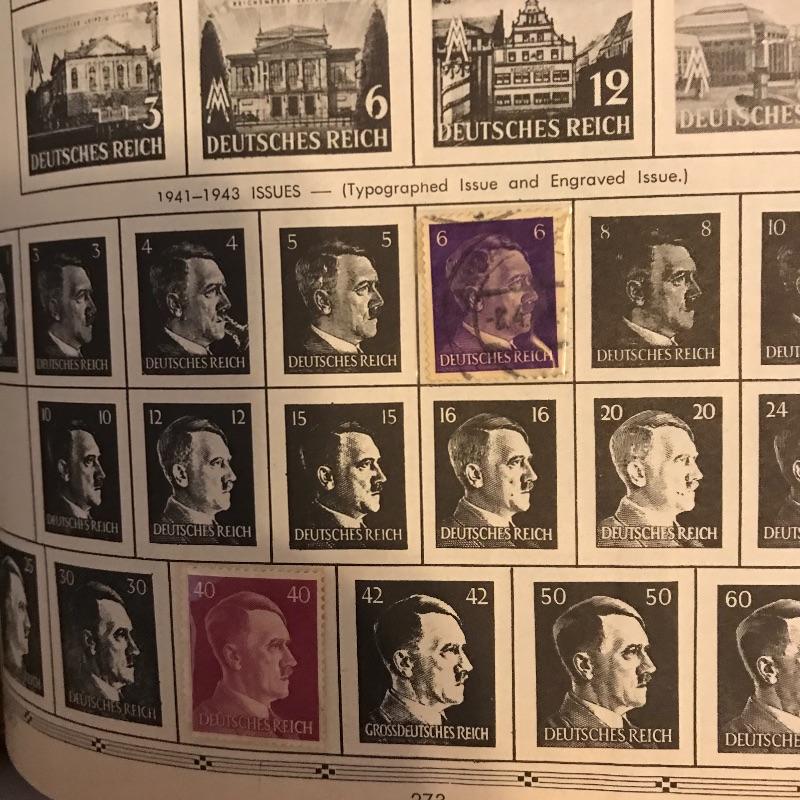 3
DEUTSCHES REICH
6
DEUTSCHES REICH
12
DEUTSCHES REICH
DEUTSCHES
1941–1943 ISSUES — (Typographed Issue and Engraved Issue.)
3 3
DEUTSCHES REICH
4 4
DEUTSCHES REICH
5 5
DEUTSCHES REICH
6 6
DEUTSCHES REICH
8 8
DEUTSCHES REICH
10
10 10
DEUTSCHES REICH
12 12
DEUTSCHES REICH
15 15
DEUTSCHES REICH
16 16
DEUTSCHES REICH
20 20
DEUTSCHES REICH
24
25
30 30
DEUTSCHES REICH
40 40
DEUTSCHES REICH
42 42
GROSSDEUTSCHES REICH
50 50
DEUTSCHES REICH
60
DEUTSCHES